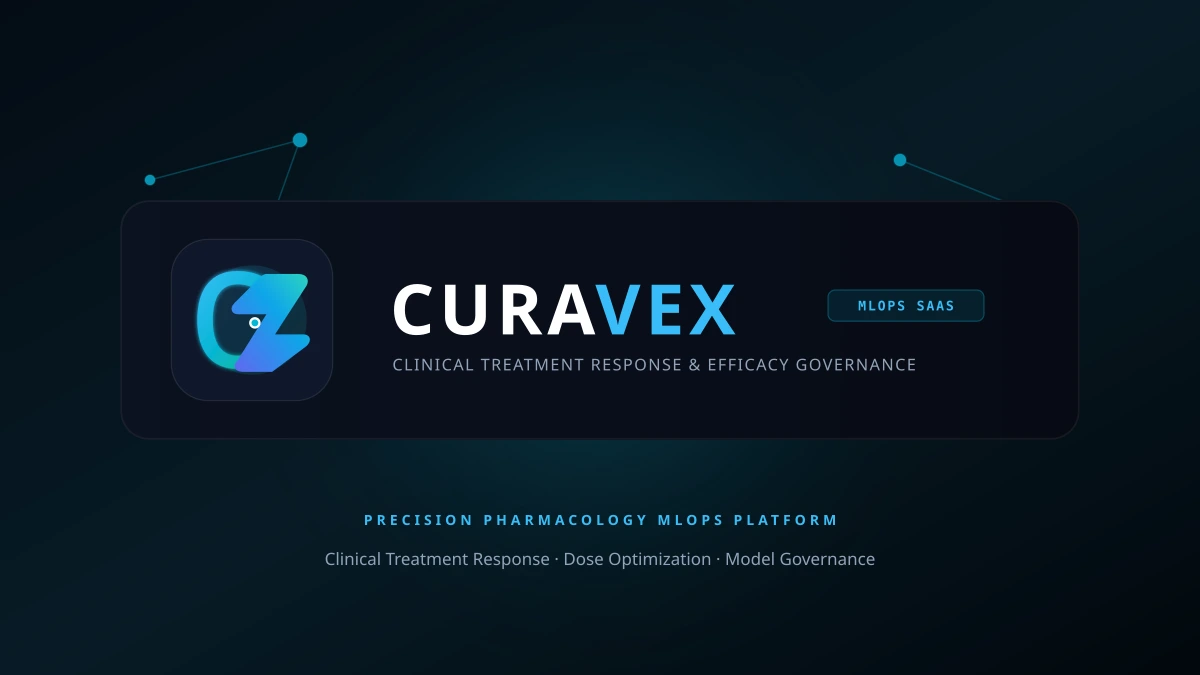 CURAVEX
MLOPS SAAS
CLINICAL TREATMENT RESPONSE & EFFICACY GOVERNANCE
PRECISION PHARMACOLOGY MLOPS PLATFORM
Clinical Treatment Response · Dose Optimization · Model Governance